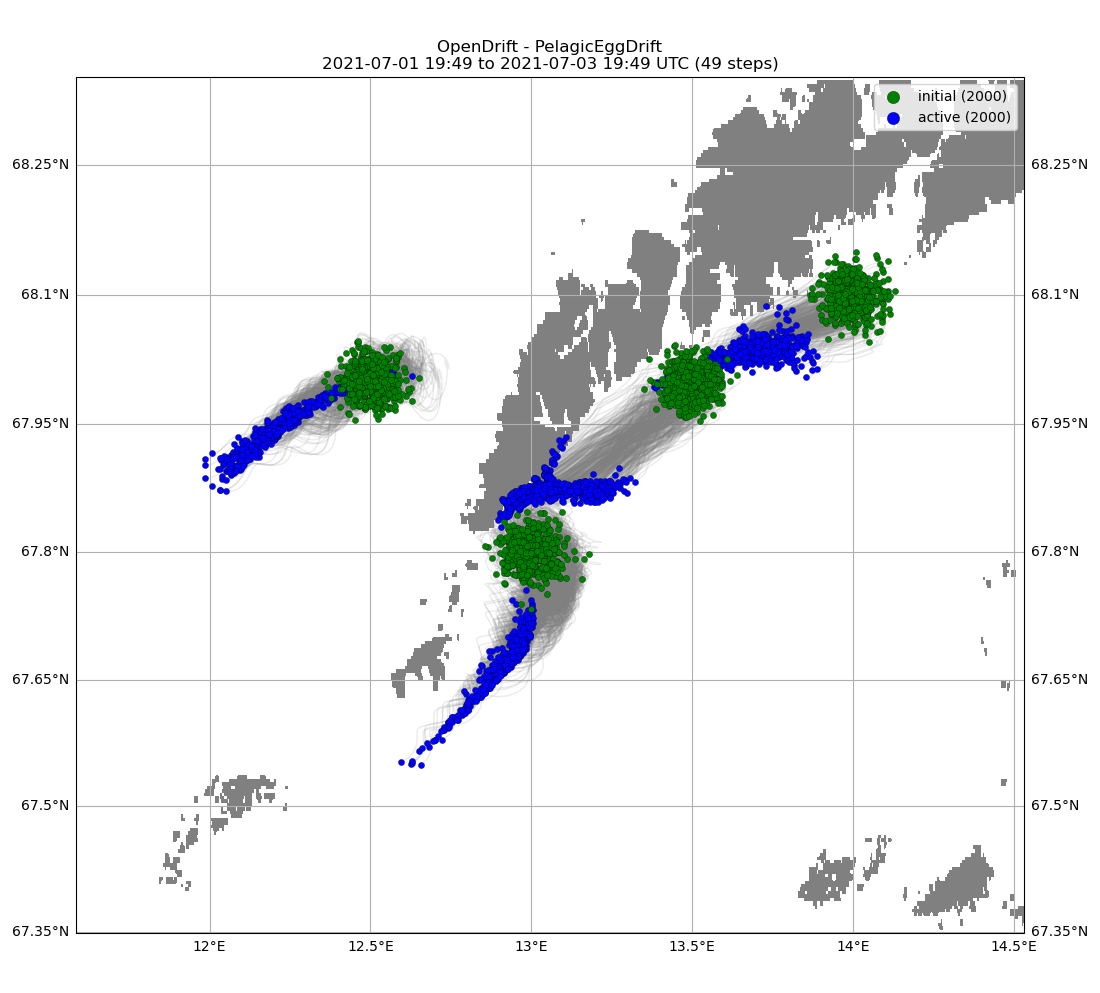 OpenDrift - PelagicEggDrift
2021-07-01 19:49 to 2021-07-03 19:49 UTC (49 steps)
initial (2000)
active (2000)
68.25°N
68.25°N
68.1°N
68.1°N
67.95°N
67.95°N
67.8°N
67.8°N
67.65°N
67.65°N
67.5°N
67.5°N
67.35°N
67.35°N
12°E
12.5°E
13°E
13.5°E
14°E
14.5°E